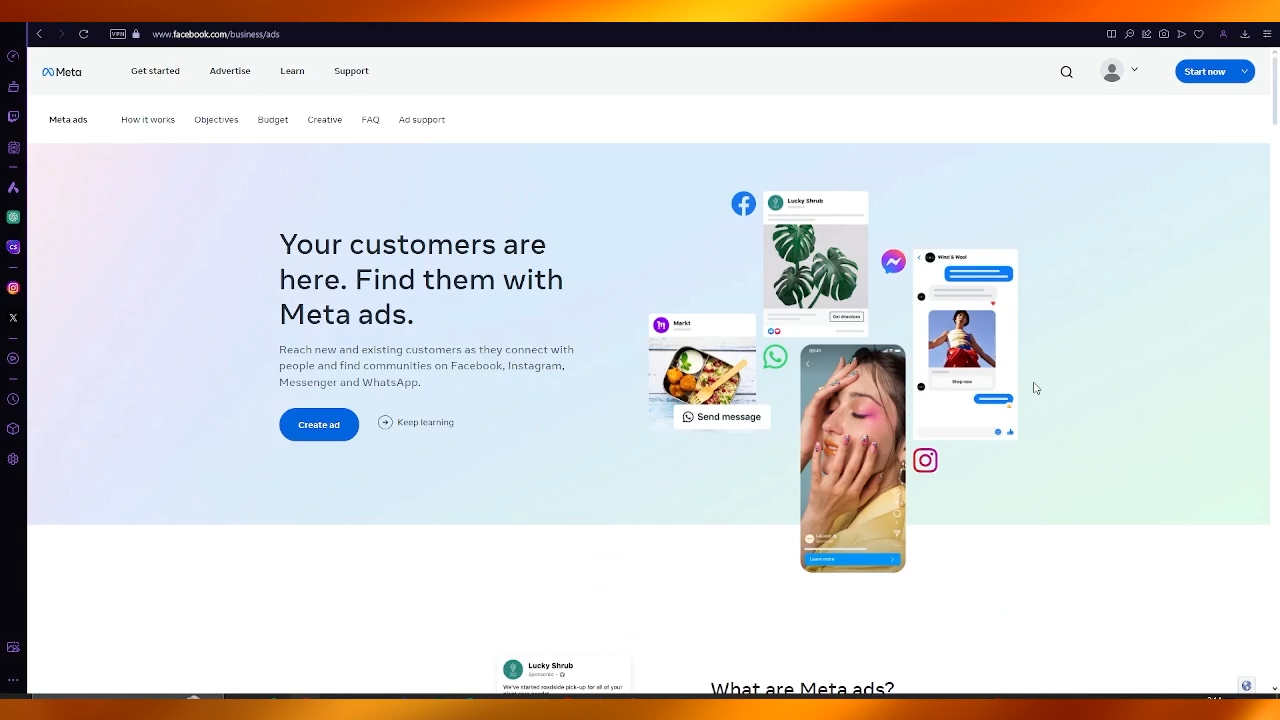 VPN
www.facebook.com/business/ads
Meta
Get started
Advertise
Learn
Support
Start now
Meta ads
How it works
Objectives
Budget
Creative
FAQ
Ad support
Your customers are
here. Find them with
Meta ads.
Reach new and existing customers as they connect with
people and find communities on Facebook, Instagram,
Messenger and WhatsApp.
Create ad
Keep learning
Lucky Shrub
Get directions
Wind & Wool
Shop now
Markt
Send message
09:41
Learn more
Lucky Shrub
Sponsored
We've started roadside pick-up for all of your
What are Meta ads?